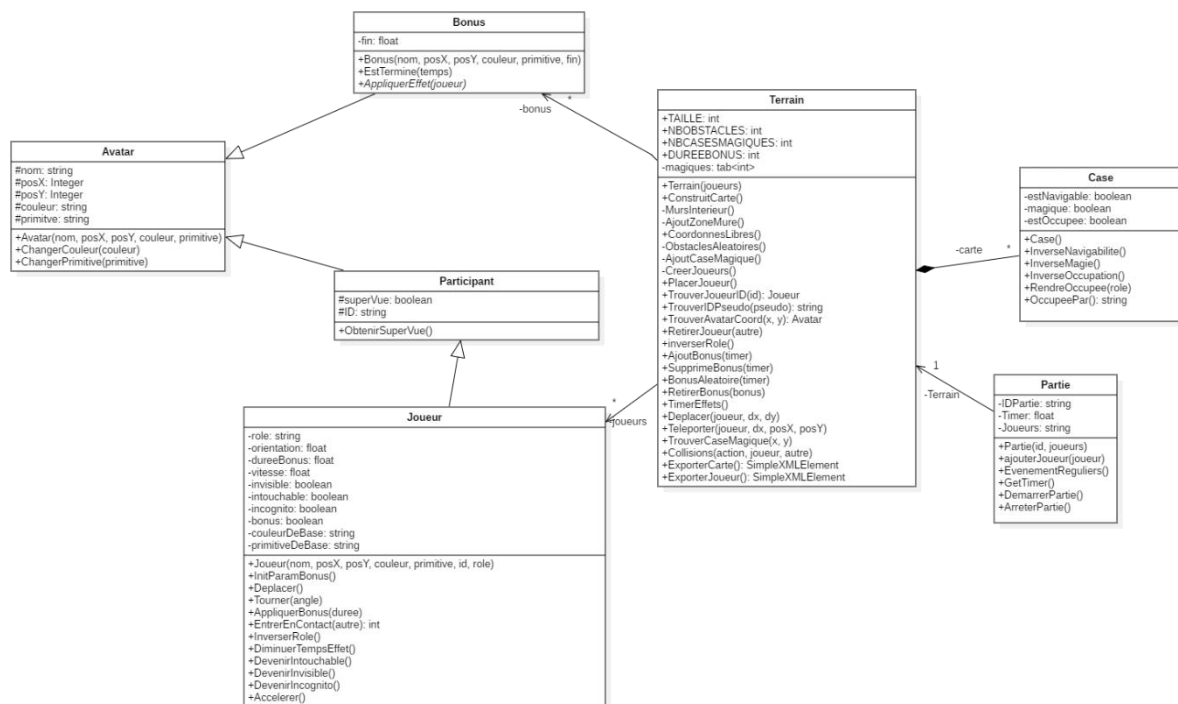 Bonus
-fin: float
+Bonus(nom, posX, posY, couleur, primitive, fin)
+EstTermine(temps)
+AppliquerEffet(joueur)
-bonus
*
Avatar
#nom: string
#posX: Integer
#posY: Integer
#couleur: string
#primitve: string
+Avatar(nom, posX, posY, couleur, primitive)
+ChangerCouleur(couleur)
+ChangerPrimitive(primitive)
Participant
#superVue: boolean
#ID: string
+ObtenirSuperVue()
Joueur
-role: string
-orientation: float
-dureeBonus: float
-vitesse: float
-invisible: boolean
-intouchable: boolean
-incognito: boolean
-bonus: boolean
-couleurDeBase: string
-primitiveDeBase: string
+Joueur(nom, posX, posY, couleur, primitive, id, role)
+InitParamBonus()
+Deplacer()
+Tourner(angle)
+AppliquerBonus(duree)
+EntrerEnContact(autre): int
+InverserRole()
+DiminuerTempsEffet()
+DevenirIntouchable()
+DevenirInvisible()
+DevenirIncognito()
+Accelerer()
*
-joueurs
Terrain
+TAILLE: int
+NBOBSTACLES: int
+NBCASESMAGIQUES: int
+DUREEBONUS: int
-magiques: tab<int>
+Terrain(joueurs)
+ConstruitCarte()
-MursInterieur()
-AjoutZoneMure()
+CoordonnesLibres()
-ObstaclesAleatoires()
-AjoutCaseMagique()
-CreerJoueurs()
+PlacerJoueur()
+TrouverJoueurID(id): Joueur
+TrouverIDPseudo(pseudo): string
+TrouverAvatarCoord(x, y): Avatar
+RetirerJoueur(autre)
+inverserRole()
+AjoutBonus(timer)
+SupprimeBonus(timer)
+BonusAleatoire(timer)
+RetirerBonus(bonus)
+TimerEffets()
+Deplacer(joueur, dx, dy)
+Teleporter(joueur, dx, posX, posY)
+TrouverCaseMagique(x, y)
+Collisions(action, joueur, autre)
+ExporterCarte(): SimpleXMLElement
+ExporterJoueur(): SimpleXMLElement
-carte
*
Case
-estNavigable: boolean
-magique: boolean
-estOccupee: boolean
+Case()
+InverseNavigabilite()
+InverseMagie()
+InverseOccupation()
+RendreOccupee(role)
+OccupeePar(): string
1
-Terrain
Partie
-IDPartie: string
-Timer: float
-Joueurs: string
+Partie(id, joueurs)
+ajouterJoueur(joueur)
+EvenementReguliers()
+GetTimer()
+DemarrerPartie()
+ArreterPartie()